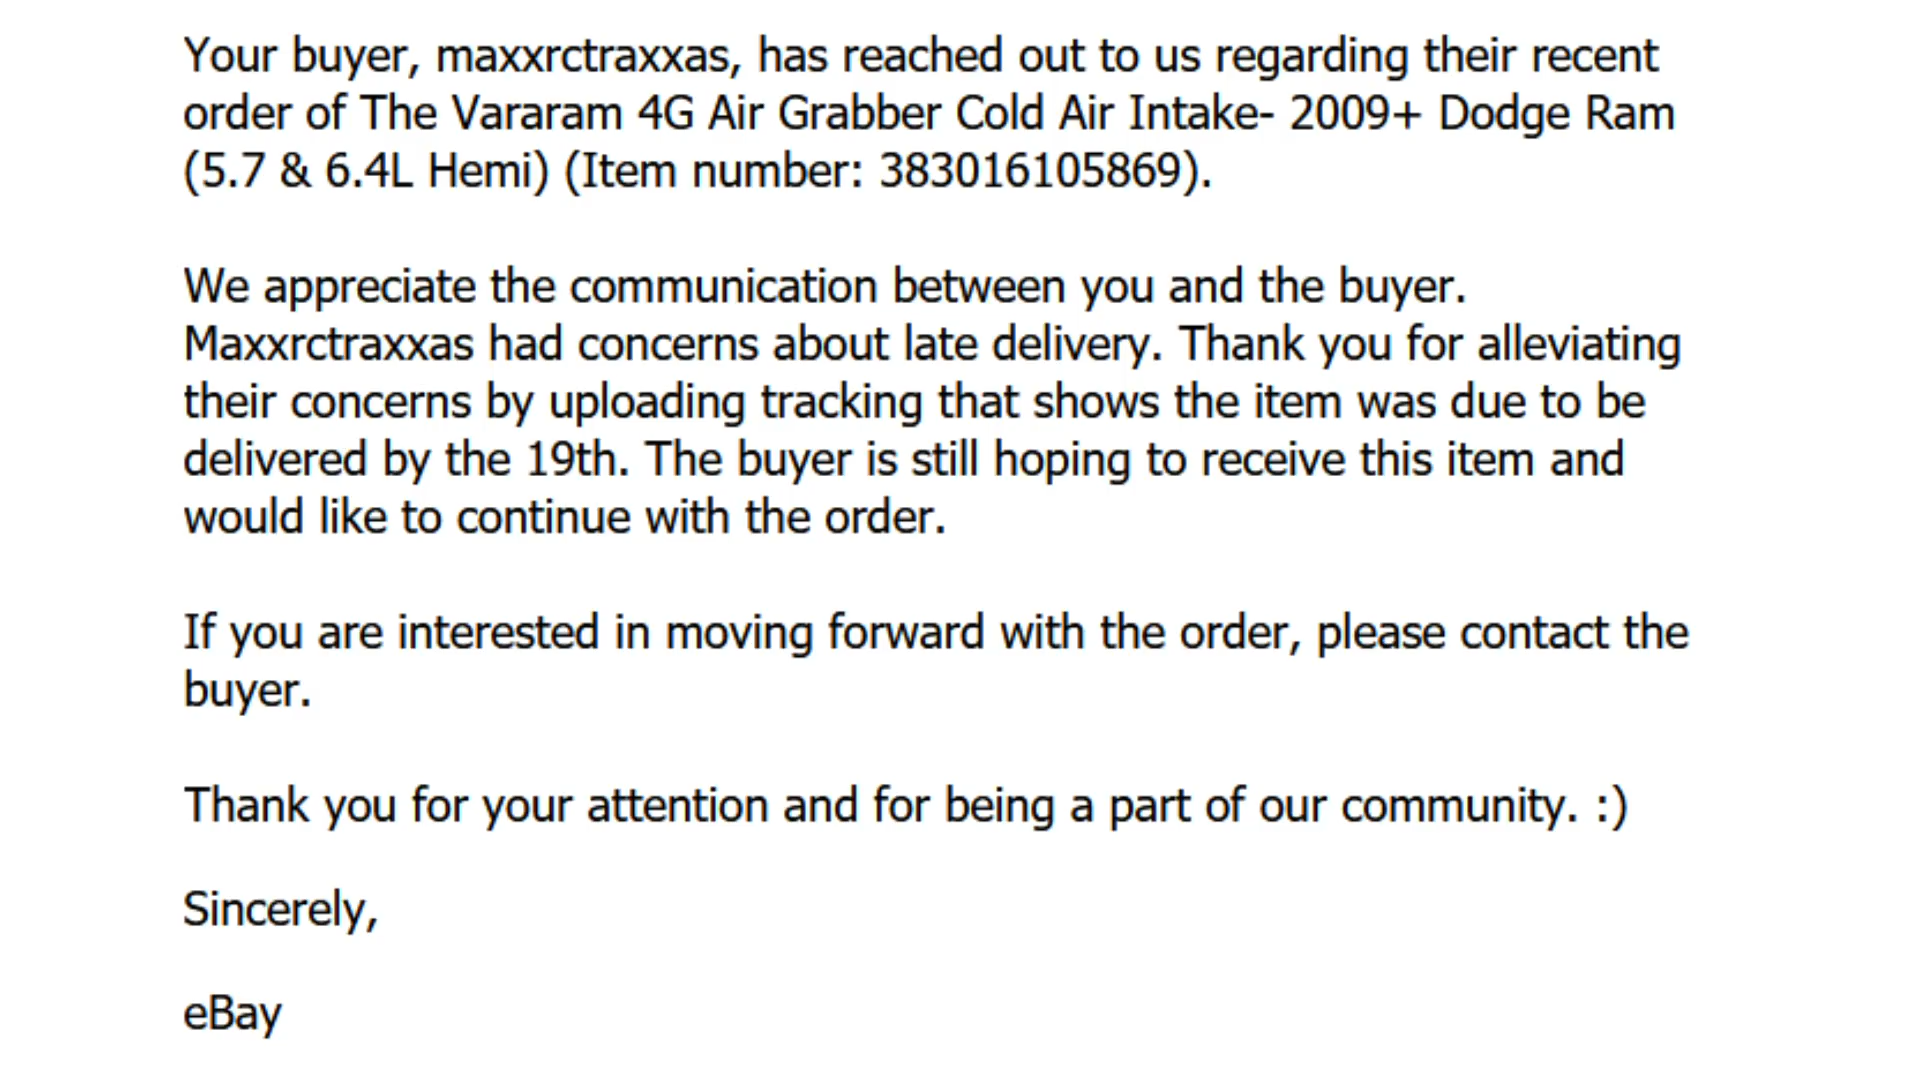 Your buyer, maxxrctraxxas, has reached out to us regarding their recent
order of The Vararam 4G Air Grabber Cold Air Intake- 2009+ Dodge Ram
(5.7 & 6.4L Hemi) (Item number: 383016105869).
We appreciate the communication between you and the buyer.
Maxxrctraxxas had concerns about late delivery. Thank you for alleviating
their concerns by uploading tracking that shows the item was due to be
delivered by the 19th. The buyer is still hoping to receive this item and
would like to continue with the order.
If you are interested in moving forward with the order, please contact the
buyer.
Thank you for your attention and for being a part of our community. :)
Sincerely,
eBay